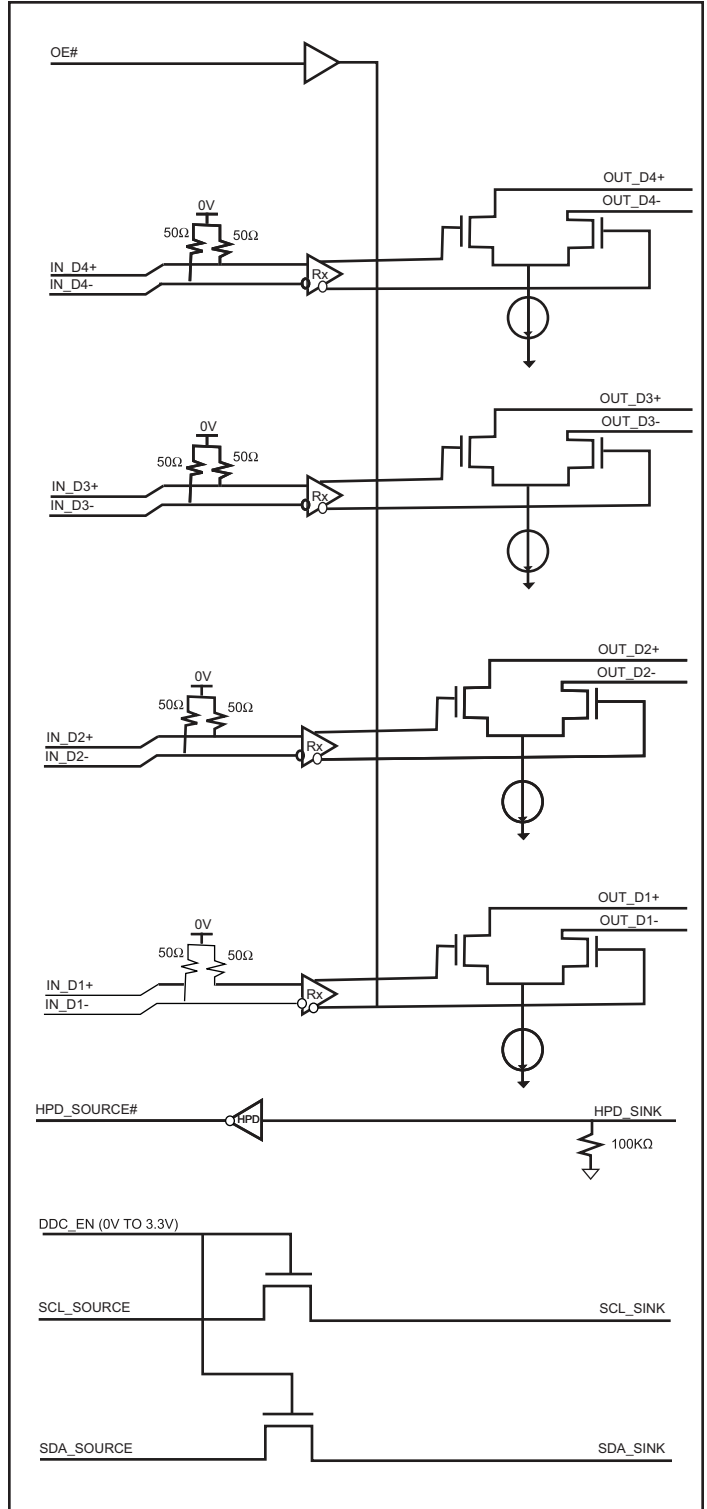 OE#
OUT_D4+
OUT_D4-
0V
50Ω 50Ω
IN_D4+
IN_D4-
Rx
OUT_D3+
OUT_D3-
0V
50Ω 50Ω
IN_D3+
IN_D3-
Rx
OUT_D2+
OUT_D2-
0V
50Ω 50Ω
IN_D2+
IN_D2-
Rx
OUT_D1+
OUT_D1-
0V
50Ω 50Ω
IN_D1+
IN_D1-
Rx
HPD_SOURCE# HPD HPD_SINK
100KΩ
DDC_EN (0V TO 3.3V)
SCL_SOURCE SCL_SINK
SDA_SOURCE SDA_SINK